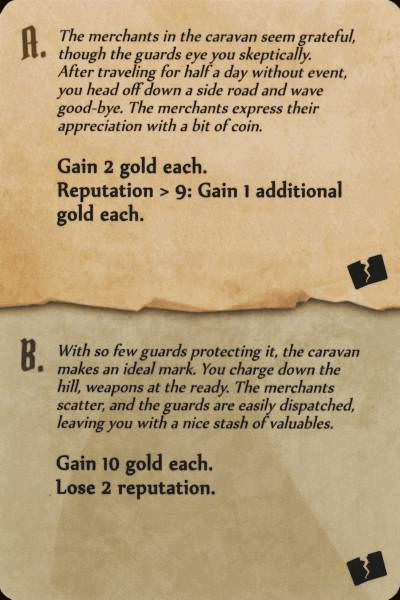 A. The merchants in the caravan seem grateful,
though the guards eye you skeptically.
After traveling for half a day without event,
you head off down a side road and wave
good-bye. The merchants express their
appreciation with a bit of coin.
Gain 2 gold each.
Reputation > 9: Gain 1 additional
gold each.
B. With so few guards protecting it, the caravan
makes an ideal mark. You charge down the
hill, weapons at the ready. The merchants
scatter, and the guards are easily dispatched,
leaving you with a nice stash of valuables.
Gain 10 gold each.
Lose 2 reputation.